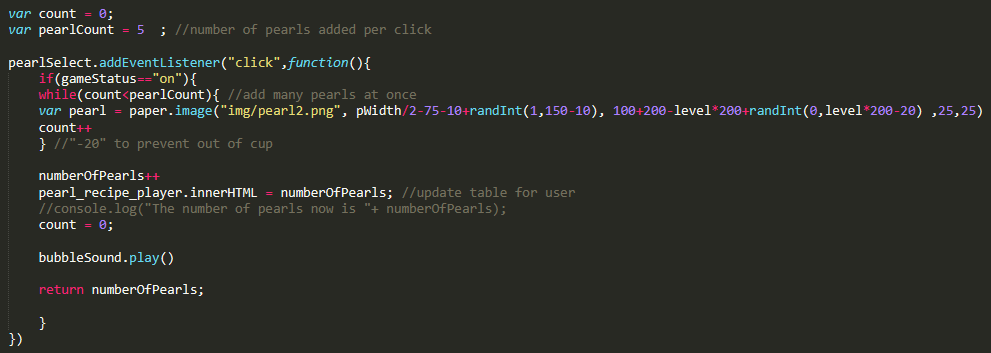 var count = 0;
var pearlCount = 5  ; //number of pearls added per click

pearlSelect.addEventListener("click",function(){
    if(gameStatus=="on"){
    while(count<pearlCount){ //add many pearls at once
    var pearl = paper.image("img/pearl2.png", pWidth/2-75-10+randInt(1,150-10), 100+200-level*200+randInt(0,level*200-20) ,25,25)
    count++
    } //"-20" to prevent out of cup

    numberOfPearls++
    pearl_recipe_player.innerHTML = numberOfPearls; //update table for user
    //console.log("The number of pearls now is "+ numberOfPearls);
    count = 0;

    bubbleSound.play()

    return numberOfPearls;

    }
})